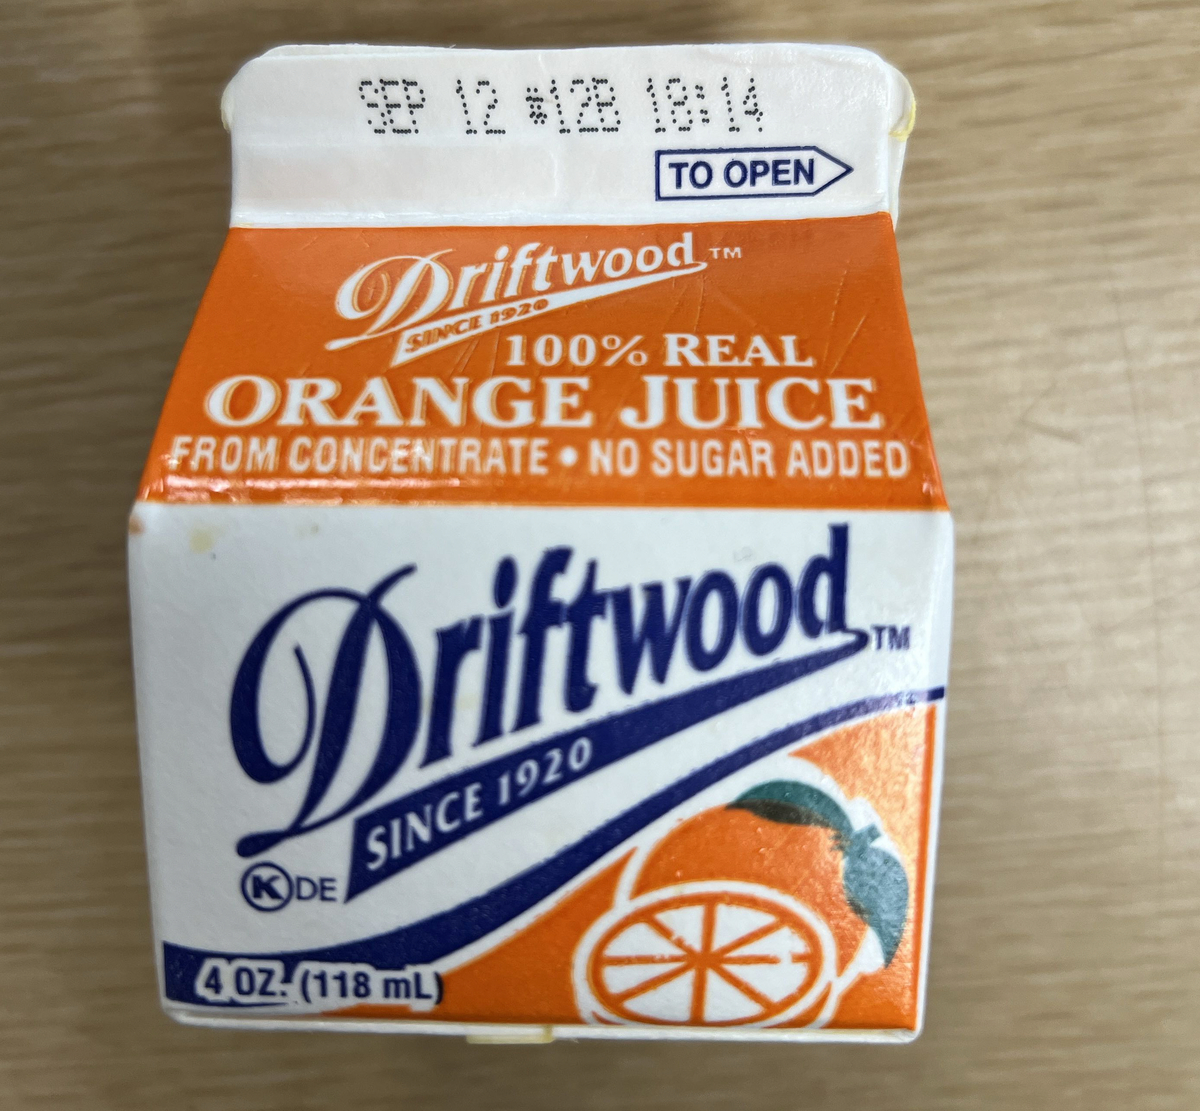 SEP 12 #128 18:14
TO OPEN
Driftwood™
SINCE 1920
100% REAL
ORANGE JUICE
FROM CONCENTRATE • NO SUGAR ADDED
Driftwood™
SINCE 1920
K DE
4 OZ. (118 mL)